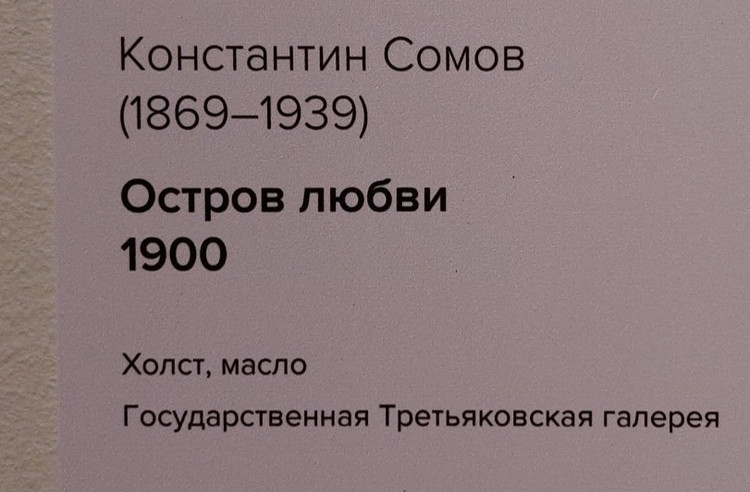 Константин Сомов
(1869–1939)
Остров любви
1900
Холст, масло
Государственная Третьяковская галерея